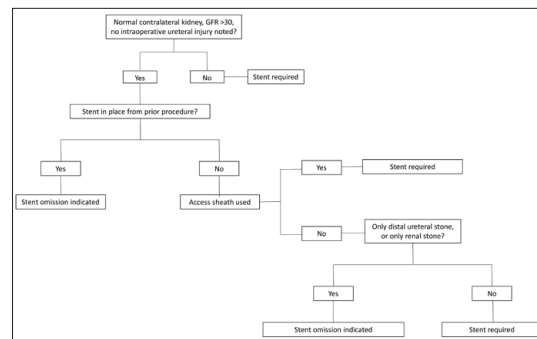 Normal contralateral kidney, GFR >30,
no intraoperative ureteral injury noted?
Yes
No
Stent required
Stent in place from prior procedure?
Yes
No
Yes
Stent required
Stent omission indicated
Access sheath used
No
Only distal ureteral stone,
or only renal stone?
Yes
No
Stent omission indicated
Stent required